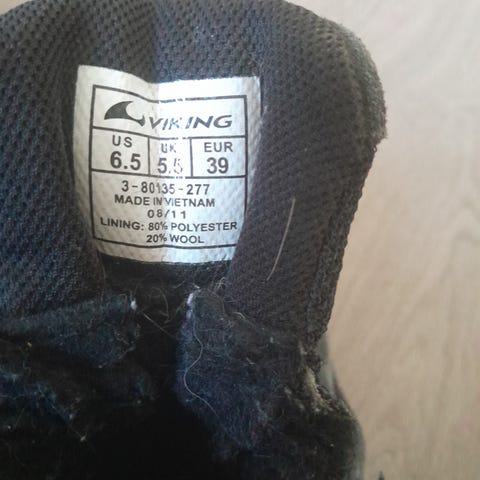 VIKING
US UK EUR
6.5 5.5 39
3-80135-277
MADE IN VIETNAM
08/11
LINING: 80% POLYESTER
20% WOOL